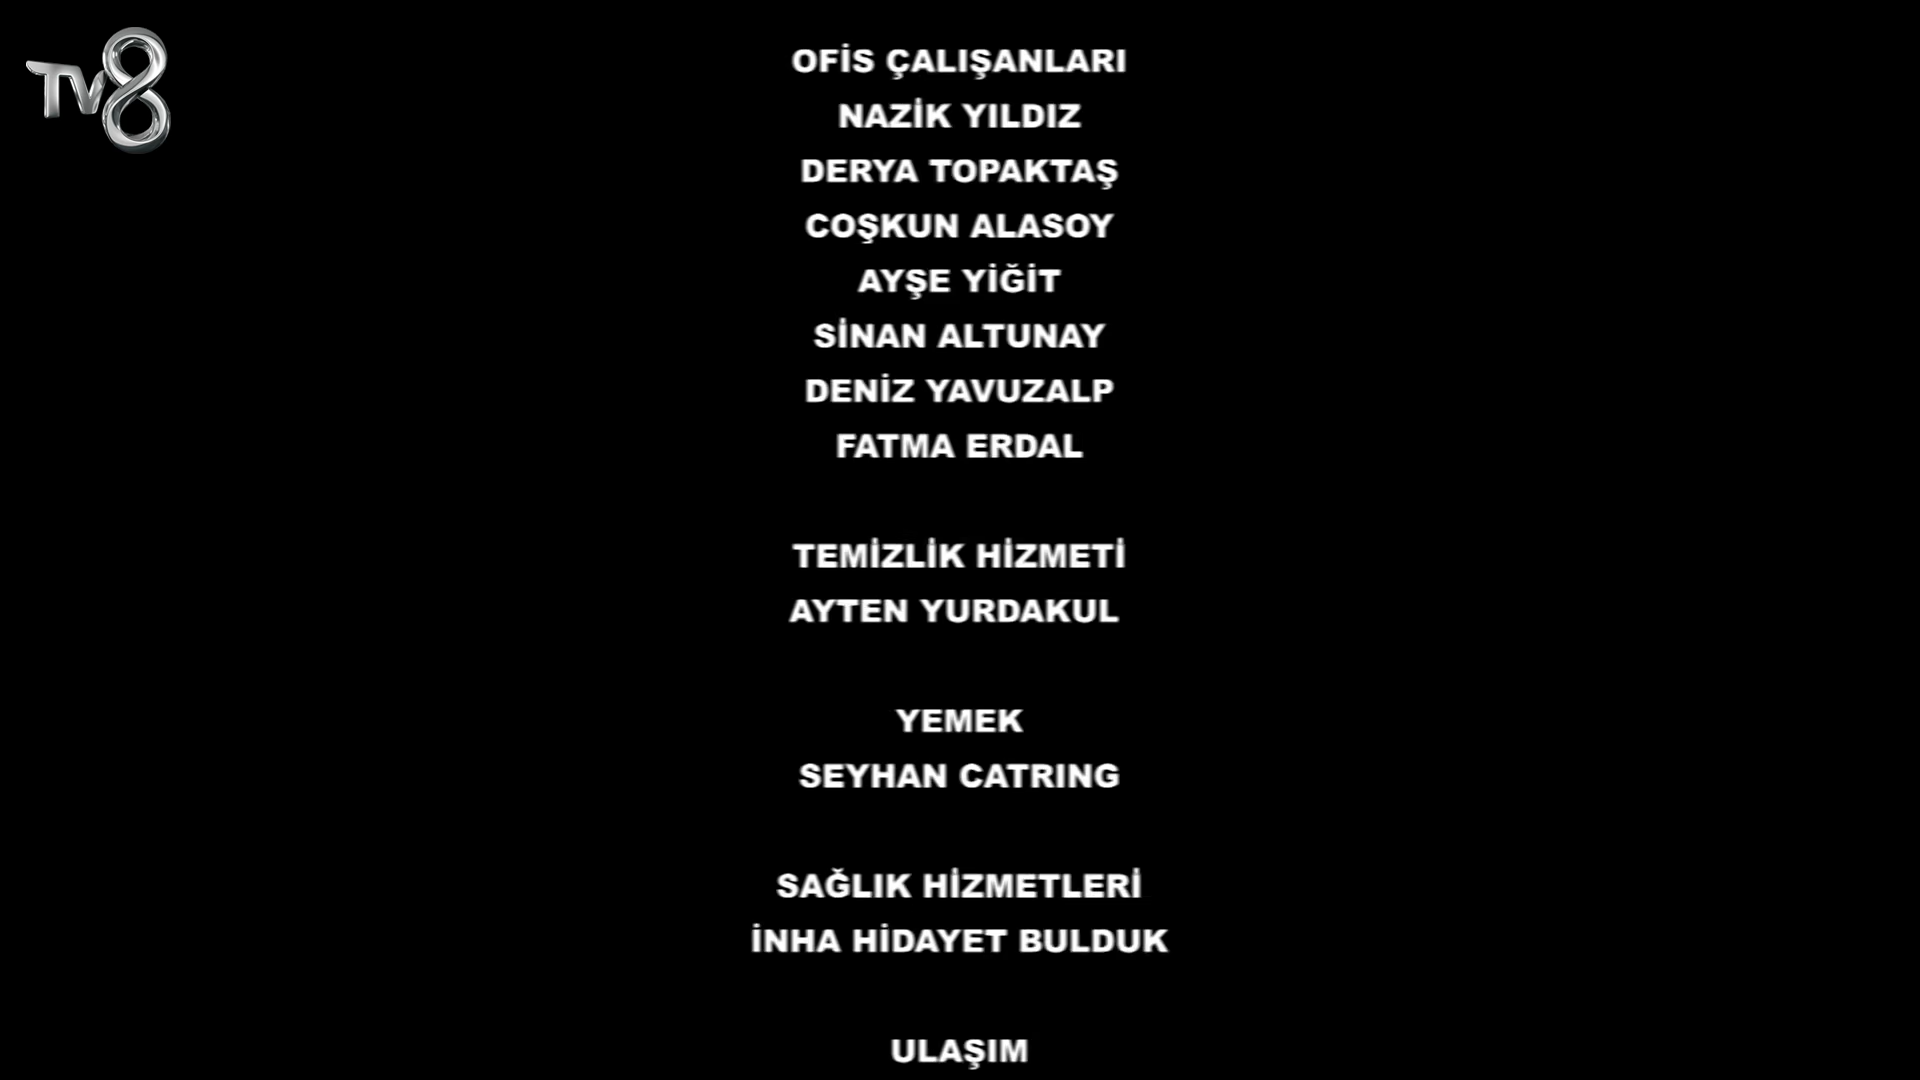 TV8
OFİS ÇALIŞANLARI
NAZİK YILDIZ
DERYA TOPAKTAŞ
COŞKUN ALASOY
AYŞE YİĞİT
SİNAN ALTUNAY
DENİZ YAVUZALP
FATMA ERDAL
TEMİZLİK HİZMETİ
AYTEN YURDAKUL
YEMEK
SEYHAN CATRING
SAĞLIK HİZMETLERİ
İNHA HİDAYET BULDUK
ULAŞIM